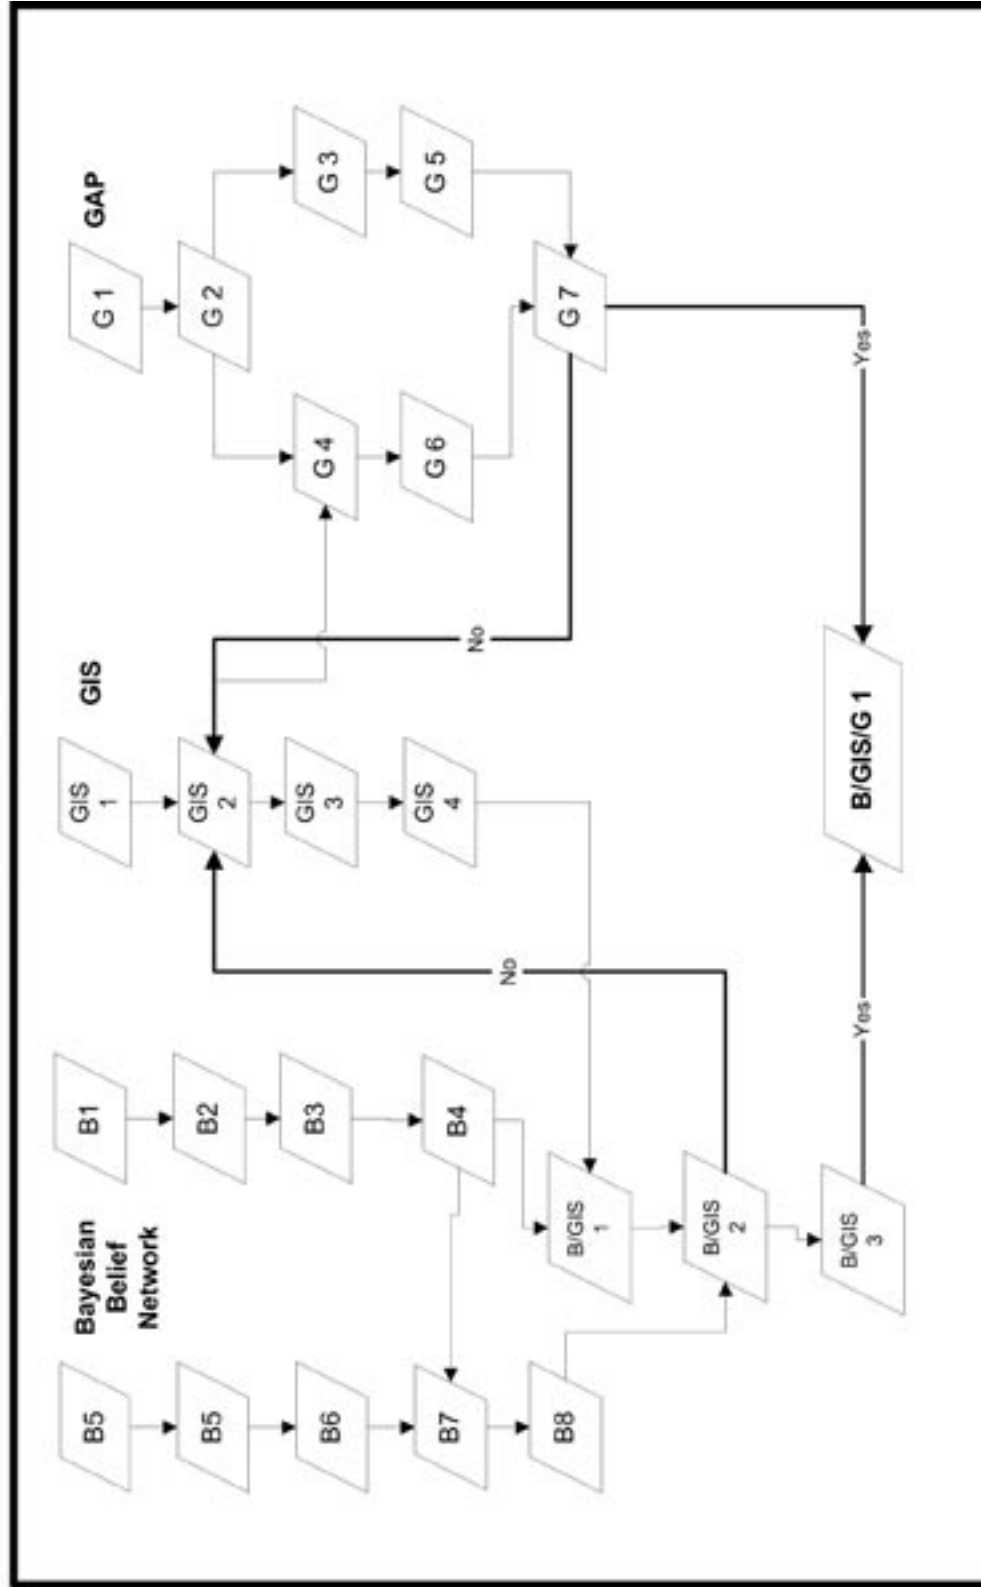 Bayesian
Belief
Network
GIS
GAP
B5
B1
GIS
1
G 1
B5
B2
GIS
2
G 2
B6
B3
GIS
3
G 4
G 3
B7
B4
GIS
4
G 6
G 5
No
No
B8
B/GIS
1
G 7
B/GIS
2
B/GIS
3
Yes
B/GIS/G 1
Yes